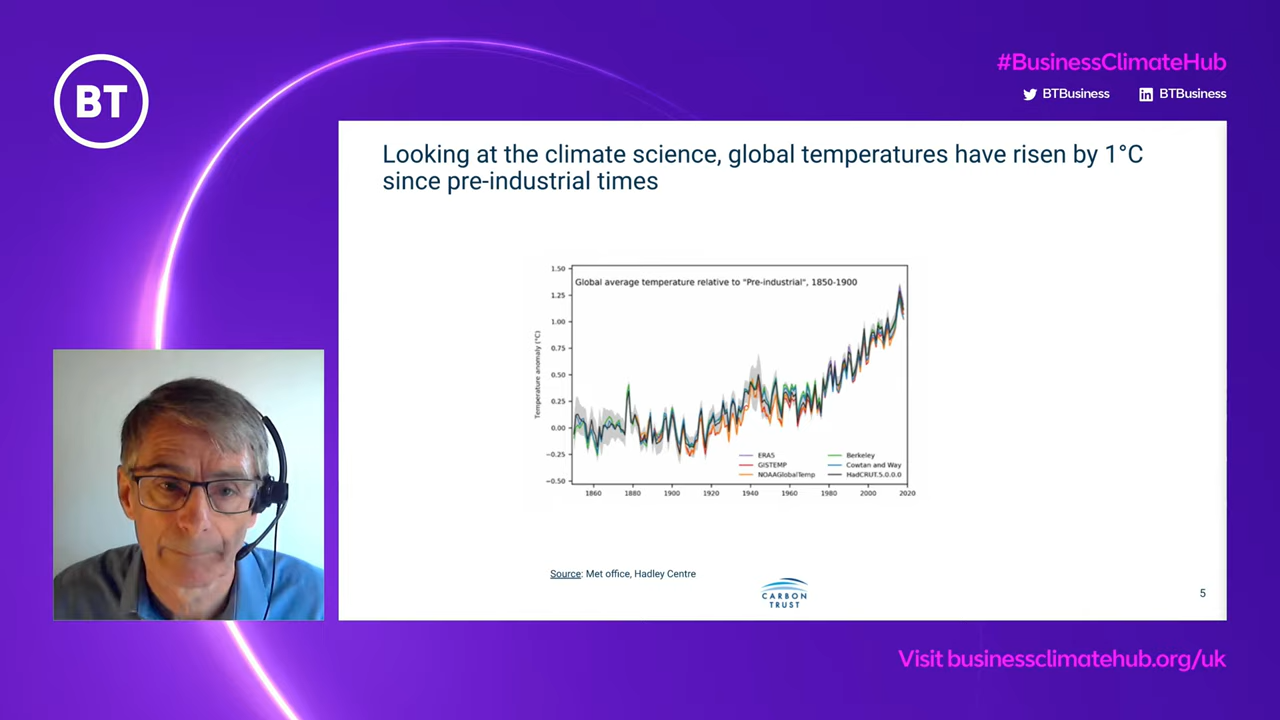 BT
#BusinessClimateHub
BTBusiness
BTBusiness
Looking at the climate science, global temperatures have risen by 1°C
since pre-industrial times
Global average temperature relative to "Pre-industrial", 1850-1900
Temperature anomaly (°C)
1.50
1.25
1.00
0.75
0.50
0.25
0.00
−0.25
−0.50
1860
1880
1900
1920
1940
1960
1980
2000
2020
ERA5
GISTEMP
NOAAGlobalTemp
Berkeley
Cowtan and Way
HadCRUT.5.0.0.0
Source: Met office, Hadley Centre
CARBON
TRUST
5
Visit businessclimatehub.org/uk